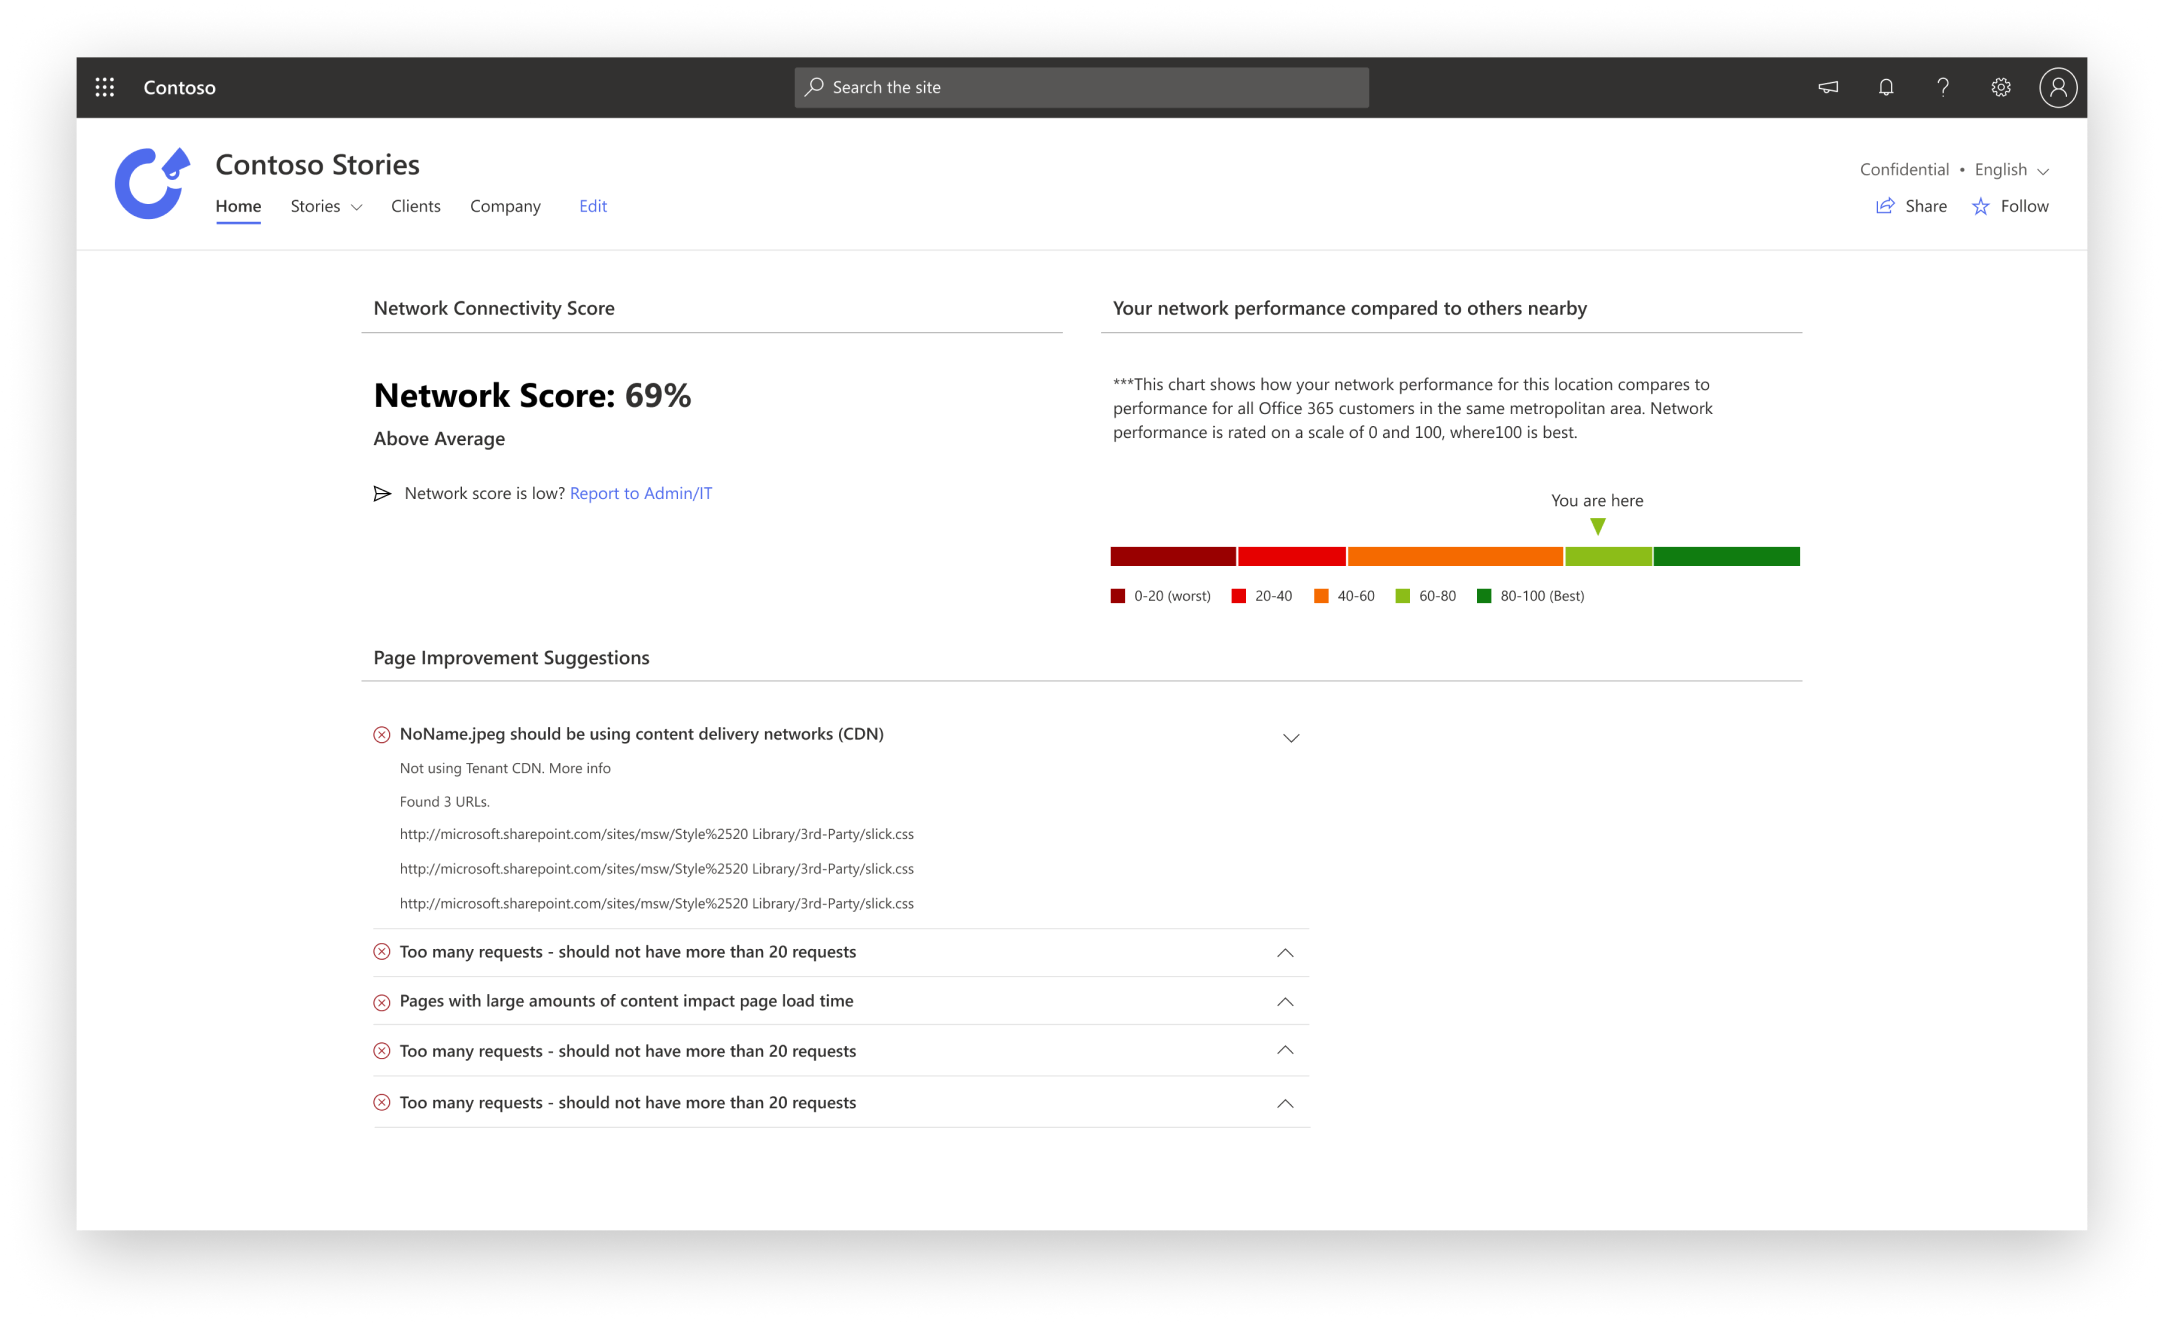 Contoso
Search the site
Contoso Stories
Confidential • English
Home Stories Clients Company Edit
Share Follow
Network Connectivity Score
Network Score: 69%
Above Average
Network score is low? Report to Admin/IT
Your network performance compared to others nearby
***This chart shows how your network performance for this location compares to
performance for all Office 365 customers in the same metropolitan area. Network
performance is rated on a scale of 0 and 100, where100 is best.
You are here
0-20 (worst) 20-40 40-60 60-80 80-100 (Best)
Page Improvement Suggestions
NoName.jpeg should be using content delivery networks (CDN)
Not using Tenant CDN. More info
Found 3 URLs.
http://microsoft.sharepoint.com/sites/msw/Style%2520 Library/3rd-Party/slick.css
http://microsoft.sharepoint.com/sites/msw/Style%2520 Library/3rd-Party/slick.css
http://microsoft.sharepoint.com/sites/msw/Style%2520 Library/3rd-Party/slick.css
Too many requests - should not have more than 20 requests
Pages with large amounts of content impact page load time
Too many requests - should not have more than 20 requests
Too many requests - should not have more than 20 requests